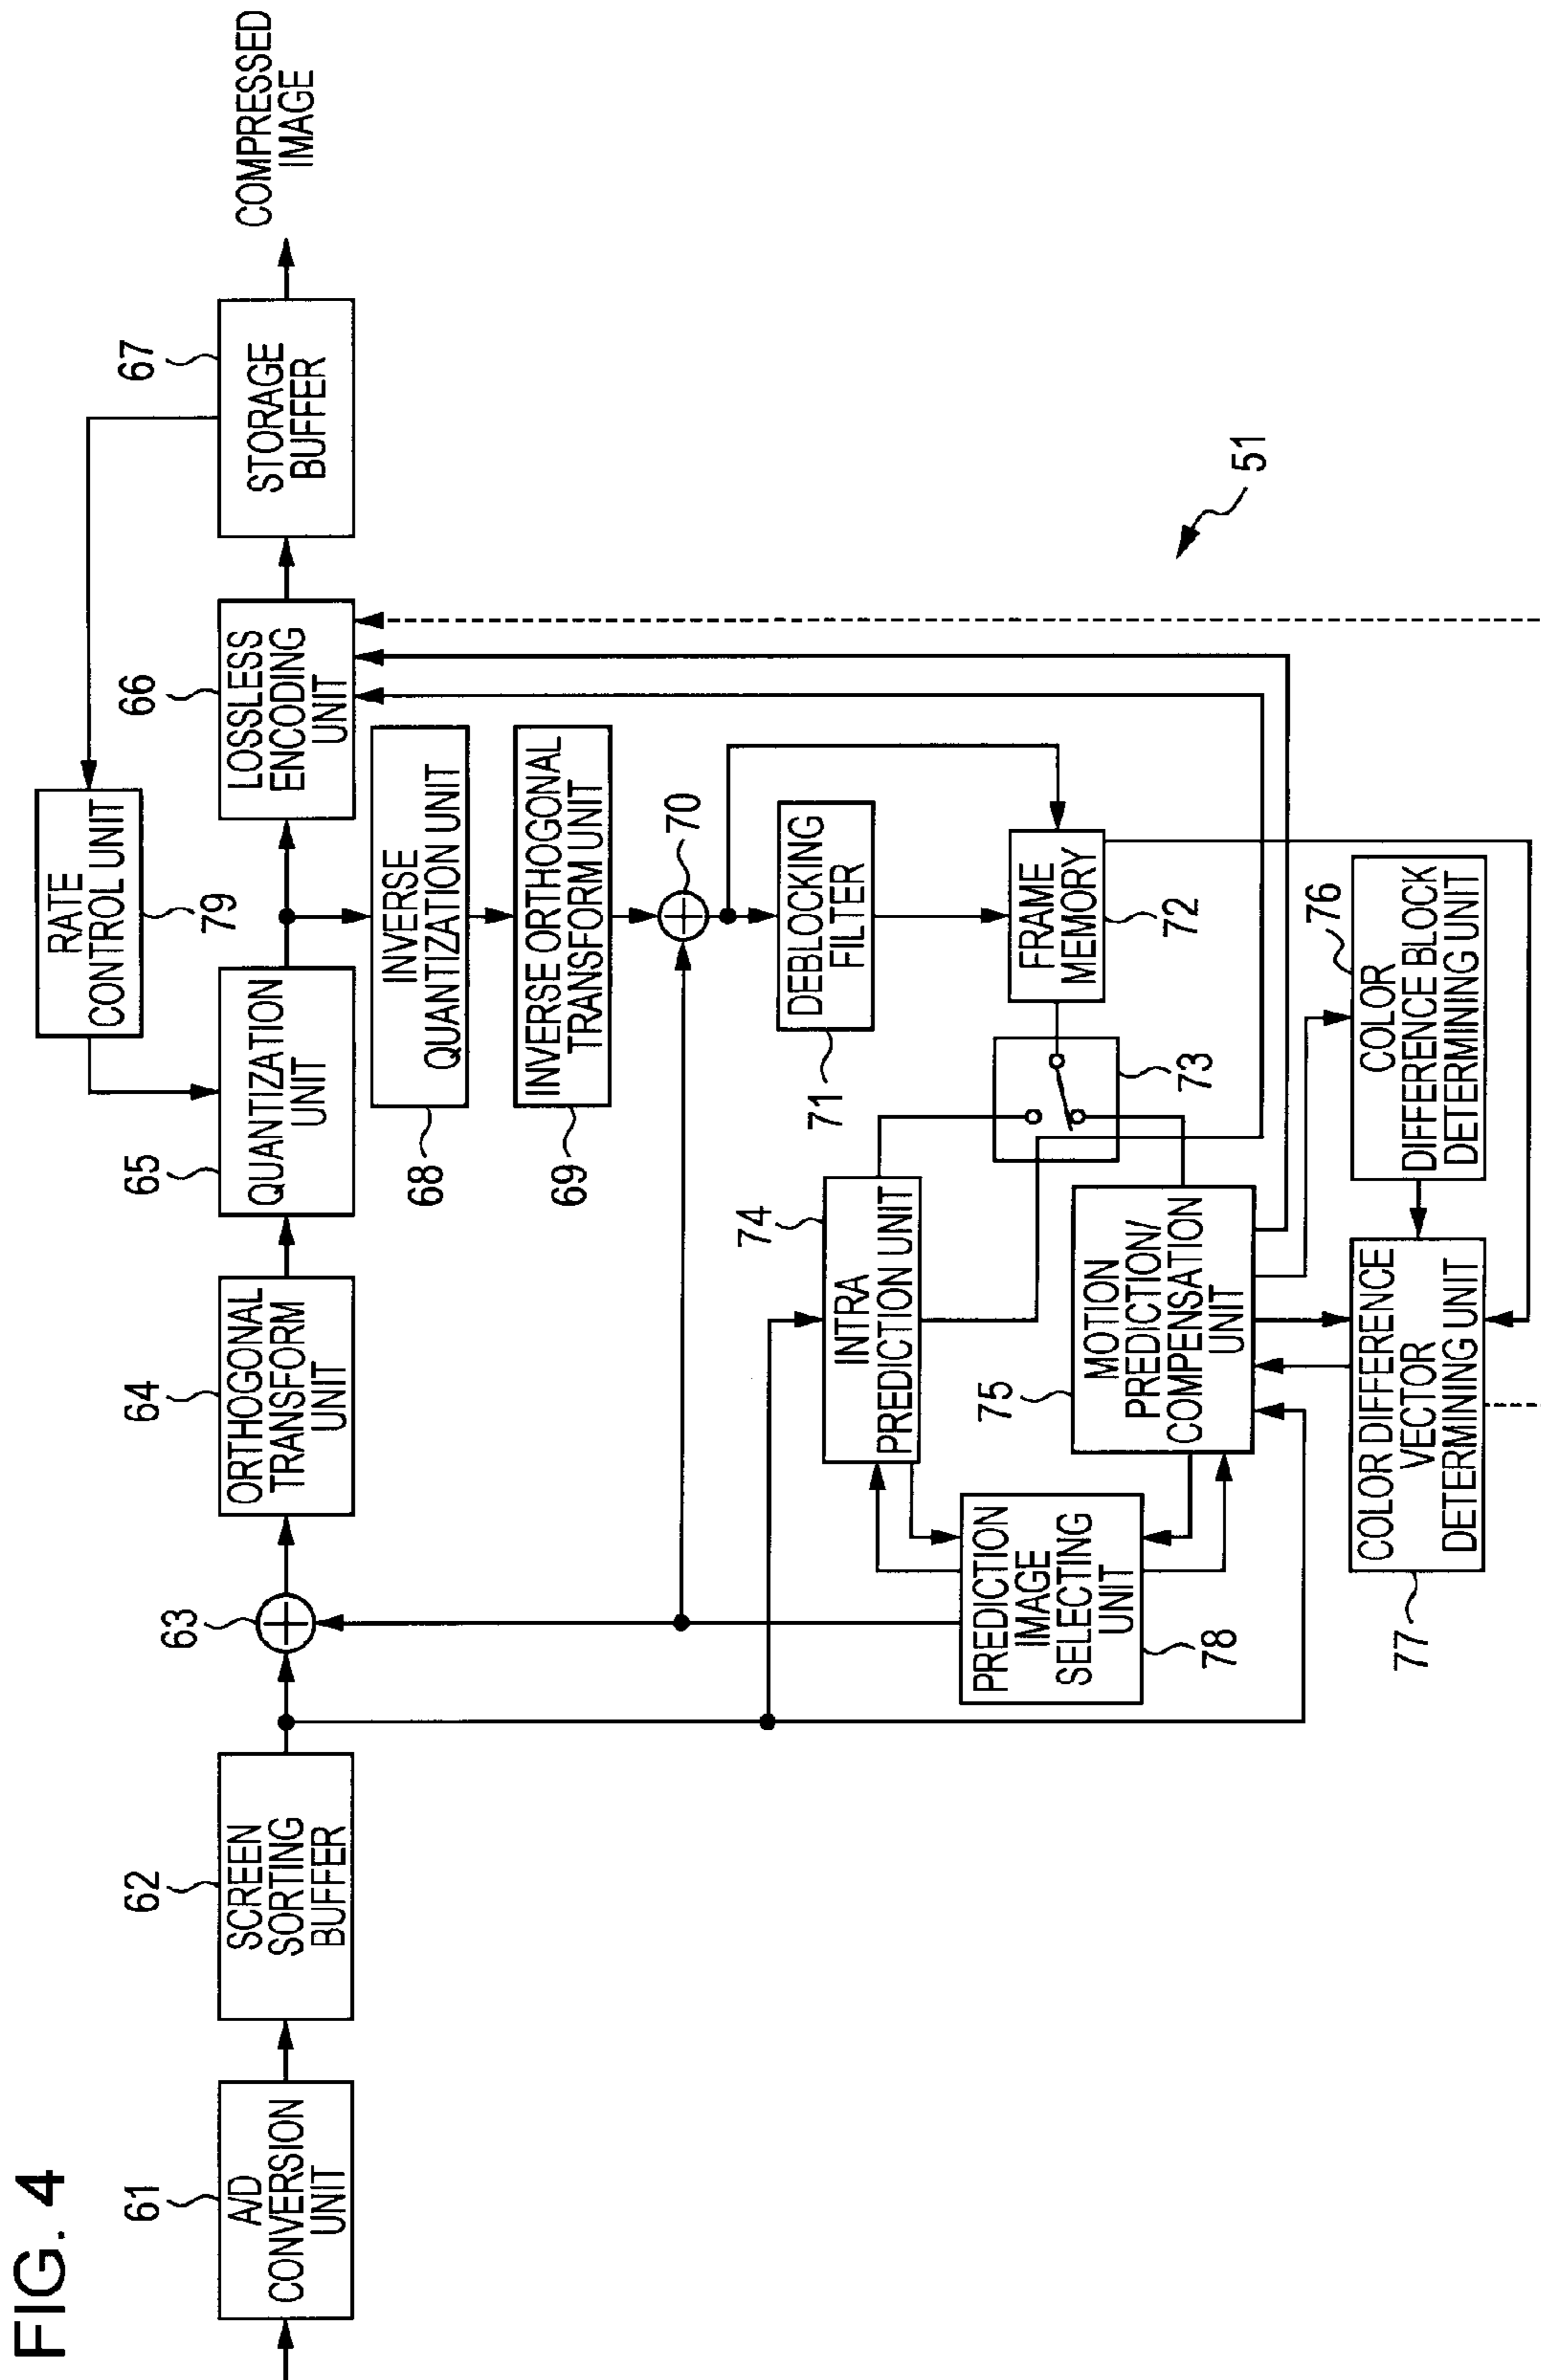 FIG. 4
51
61
A/D
CONVERSION
UNIT
62
SCREEN
SORTING
BUFFER
63
64
ORTHOGONAL
TRANSFORM
UNIT
65
QUANTIZATION
UNIT
RATE
CONTROL UNIT
79
66
LOSSLESS
ENCODING
UNIT
67
STORAGE
BUFFER
COMPRESSED
IMAGE
INVERSE
QUANTIZATION UNIT
68
INVERSE ORTHOGONAL
TRANSFORM UNIT
69
70
DEBLOCKING
FILTER
71
FRAME
MEMORY
72
73
74
INTRA
PREDICTION UNIT
75
MOTION
PREDICTION/
COMPENSATION
UNIT
76
COLOR
DIFFERENCE BLOCK
DETERMINING UNIT
COLOR DIFFERENCE
VECTOR
DETERMINING UNIT
77
PREDICTION
IMAGE
SELECTING
UNIT
78